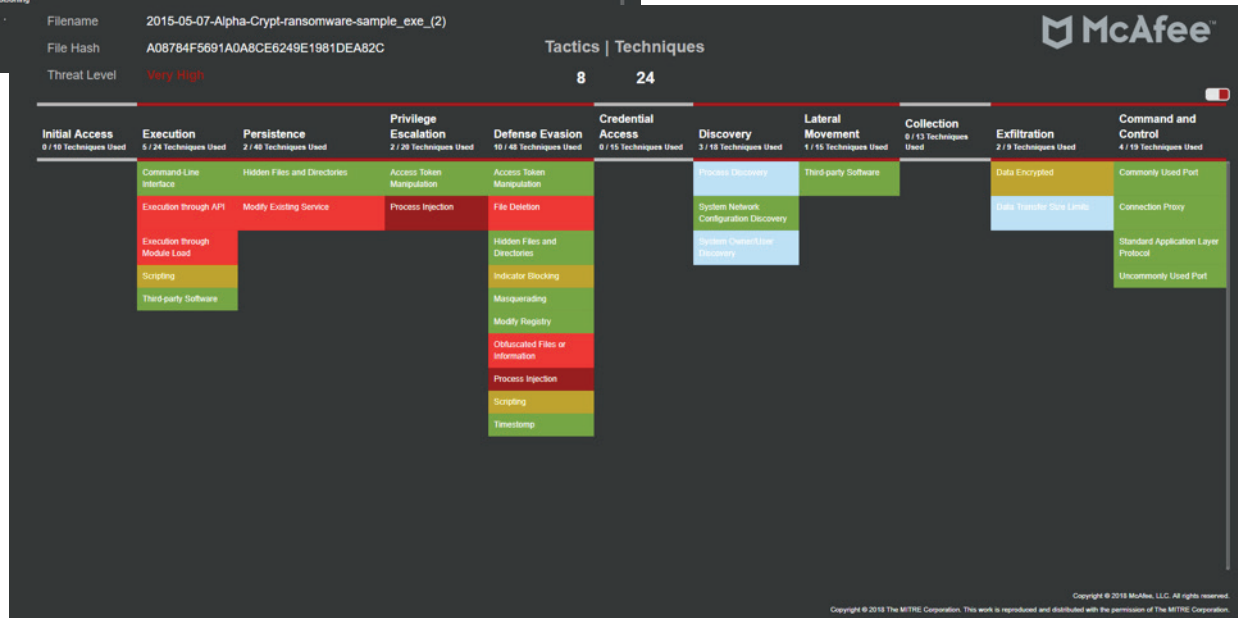 Filename 2015-05-07-Alpha-Crypt-ransomware-sample_exe_(2)
File Hash A08784F5691A0A8CE6249E1981DEA82C
Threat Level Very High
Tactics | Techniques
8 24
McAfee™
Initial Access
0 / 10 Techniques Used
Execution
5 / 24 Techniques Used
Persistence
2 / 40 Techniques Used
Privilege
Escalation
2 / 20 Techniques Used
Defense Evasion
10 / 48 Techniques Used
Credential
Access
0 / 15 Techniques Used
Discovery
3 / 18 Techniques Used
Lateral
Movement
1 / 15 Techniques Used
Collection
0 / 13 Techniques
Used
Exfiltration
2 / 9 Techniques Used
Command and
Control
4 / 19 Techniques Used
Command-Line
Interface
Execution through API
Execution through
Module Load
Scripting
Third-party Software
Hidden Files and Directories
Modify Existing Service
Access Token
Manipulation
Process Injection
Access Token
Manipulation
File Deletion
Hidden Files and
Directories
Indicator Blocking
Masquerading
Modify Registry
Obfuscated Files or
Information
Process Injection
Scripting
Timestomp
Process Discovery
System Network
Configuration Discovery
System Owner/User
Discovery
Third-party Software
Data Encrypted
Data Transfer Size Limits
Commonly Used Port
Connection Proxy
Standard Application Layer
Protocol
Uncommonly Used Port
Copyright © 2018 McAfee, LLC. All rights reserved.
Copyright © 2018 The MITRE Corporation. This work is reproduced and distributed with the permission of The MITRE Corporation.